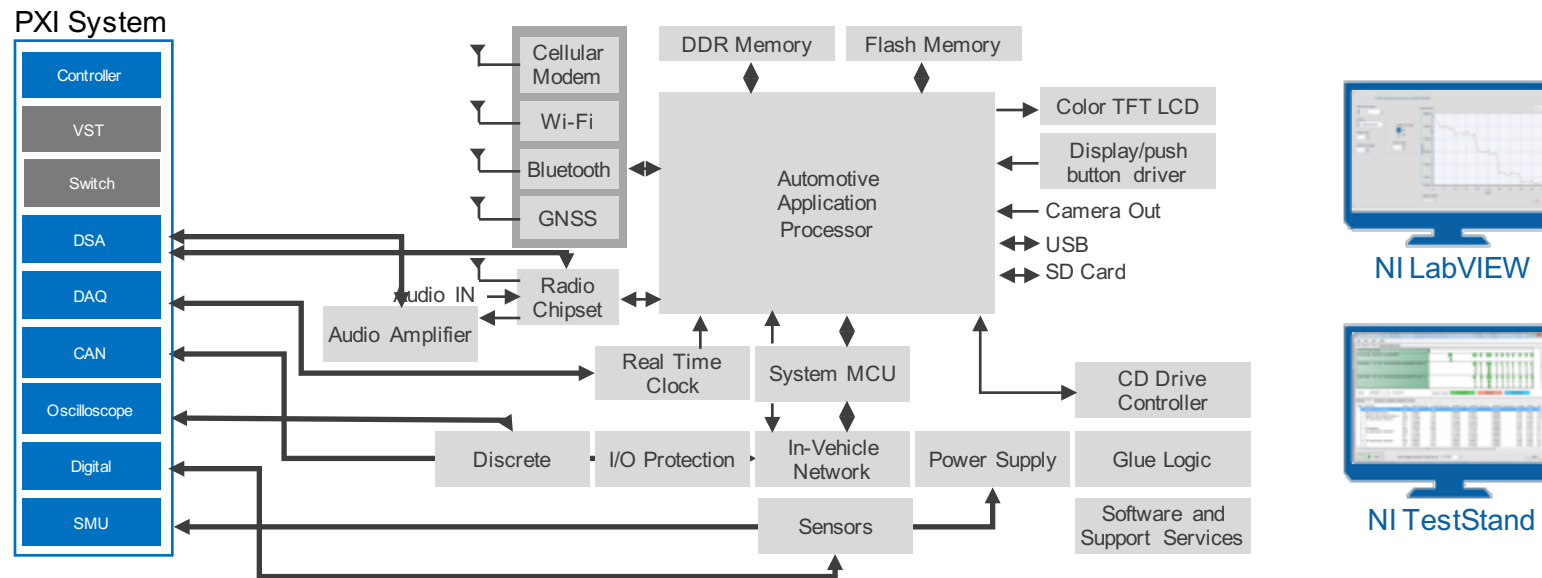 PXI System
Controller
VST
Switch
DSA
DAQ
CAN
Oscilloscope
Digital
SMU
Cellular
Modem
Wi-Fi
Bluetooth
GNSS
Audio IN
Radio
Chipset
Audio Amplifier
DDR Memory
Flash Memory
Automotive
Application
Processor
Color TFT LCD
Display/push
button driver
Camera Out
USB
SD Card
Real Time
Clock
System MCU
CD Drive
Controller
Discrete
I/O Protection
In-Vehicle
Network
Power Supply
Glue Logic
Sensors
Software and
Support Services
NI LabVIEW
NI TestStand